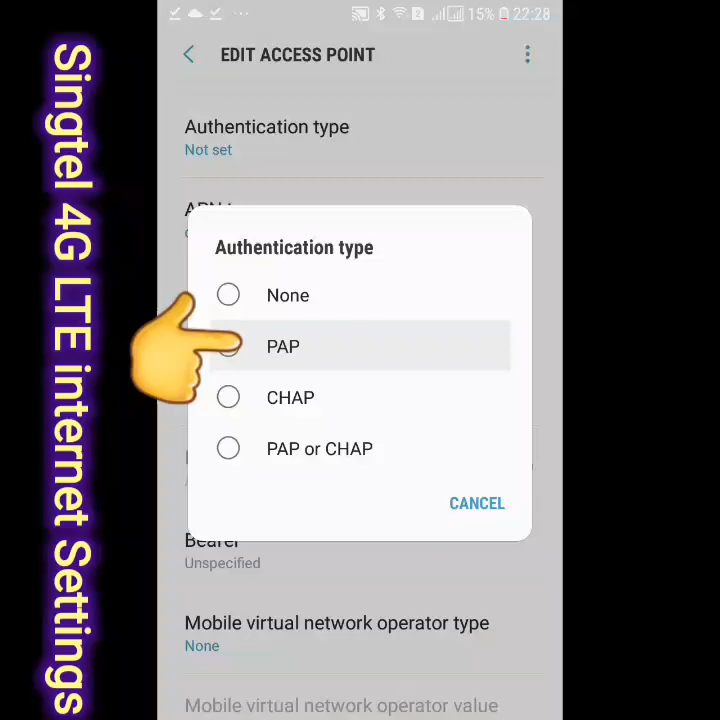 Singtel 4G LTE internet Settings
15% 22:28
EDIT ACCESS POINT
Authentication type
Not set
Authentication type
None
PAP
CHAP
PAP or CHAP
CANCEL
Bearer
Unspecified
Mobile virtual network operator type
None
Mobile virtual network operator value